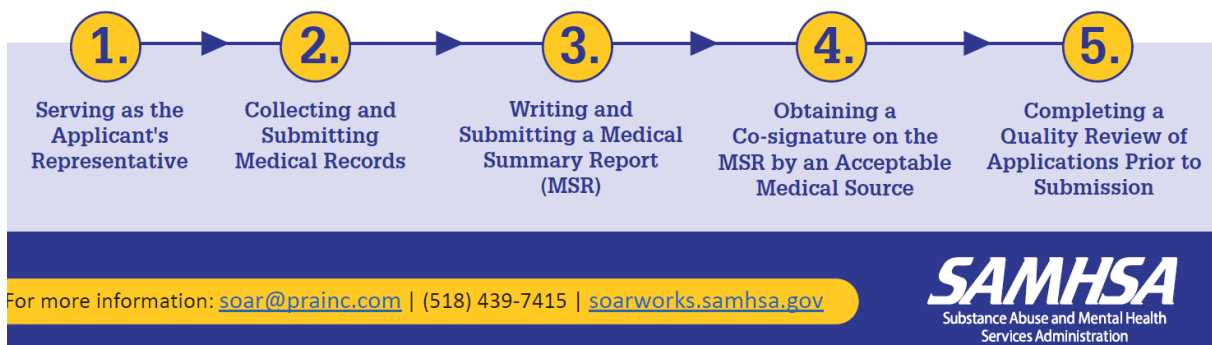 1.
Serving as the
Applicant's
Representative
2.
Collecting and
Submitting
Medical Records
3.
Writing and
Submitting a Medical
Summary Report
(MSR)
4.
Obtaining a
Co-signature on the
MSR by an Acceptable
Medical Source
5.
Completing a
Quality Review of
Applications Prior to
Submission
For more information: soar@prainc.com | (518) 439-7415 | soarworks.samhsa.gov
SAMHSA
Substance Abuse and Mental Health
Services Administration